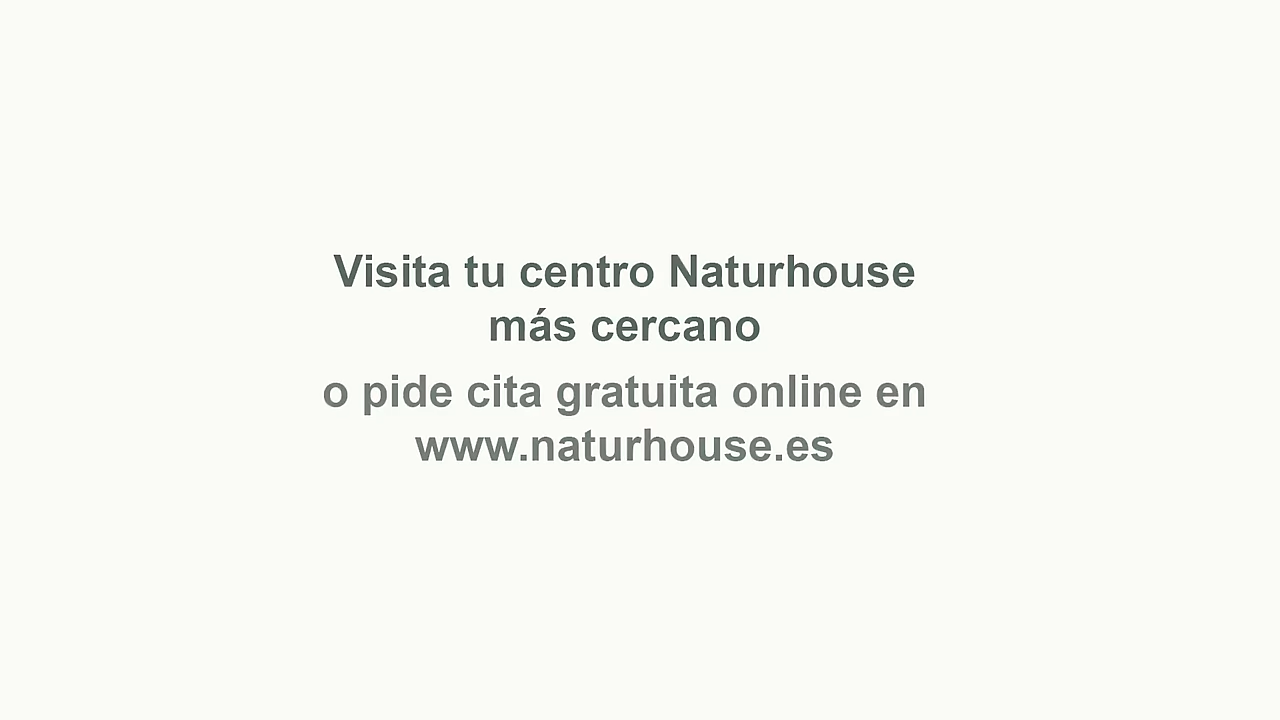 Visita tu centro Naturhouse
más cercano
o pide cita gratuita online en
www.naturhouse.es